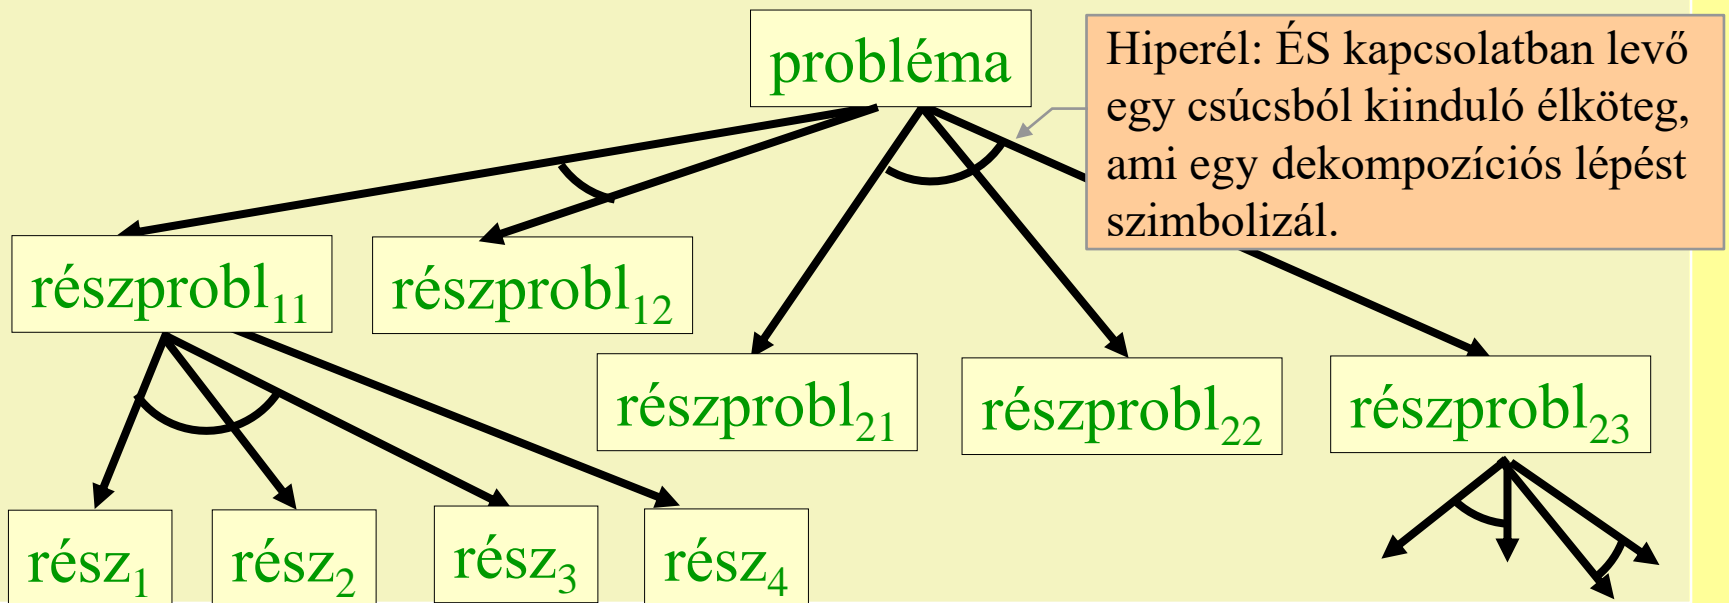 probléma
Hiperél: ÉS kapcsolatban levő
egy csúcsból kiinduló élköteg,
ami egy dekompozíciós lépést
szimbolizál.
részprobl₁₁
részprobl₁₂
részprobl₂₁
részprobl₂₂
részprobl₂₃
rész₁
rész₂
rész₃
rész₄